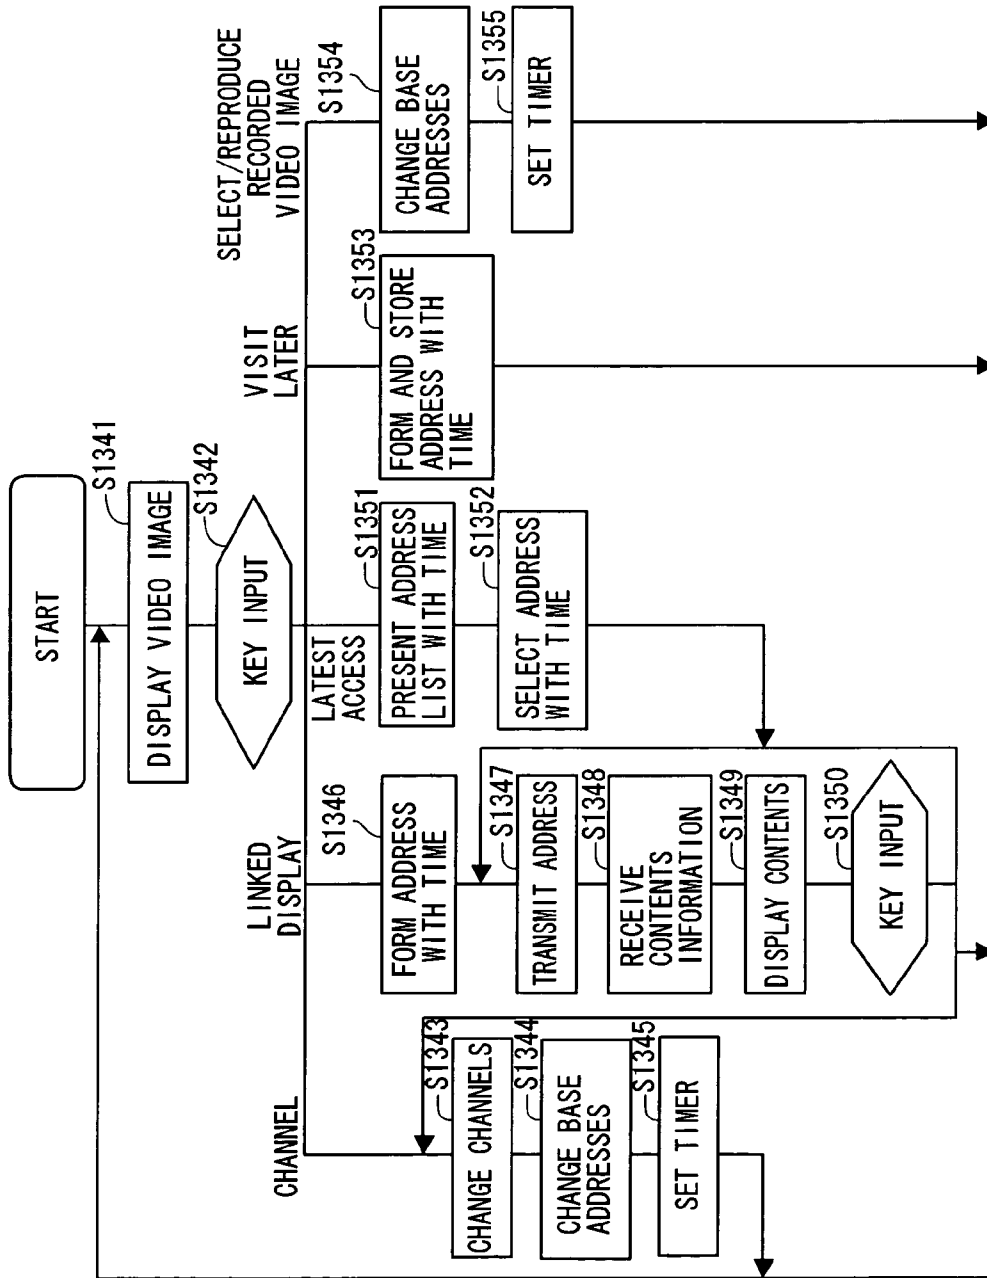 START
S1341
DISPLAY VIDEO IMAGE
S1342
KEY INPUT
CHANNEL
LINKED
DISPLAY
LATEST
ACCESS
VISIT
LATER
SELECT/REPRODUCE
RECORDED
VIDEO IMAGE
S1343
CHANGE CHANNELS
S1344
CHANGE BASE
ADDRESSES
S1345
SET TIMER
S1346
FORM ADDRESS
WITH TIME
S1347
TRANSMIT ADDRESS
S1348
RECEIVE
CONTENTS
INFORMATION
S1349
DISPLAY CONTENTS
S1350
KEY INPUT
S1351
PRESENT ADDRESS
LIST WITH TIME
S1352
SELECT ADDRESS
WITH TIME
S1353
FORM AND STORE
ADDRESS WITH
TIME
S1354
CHANGE BASE
ADDRESSES
S1355
SET TIMER